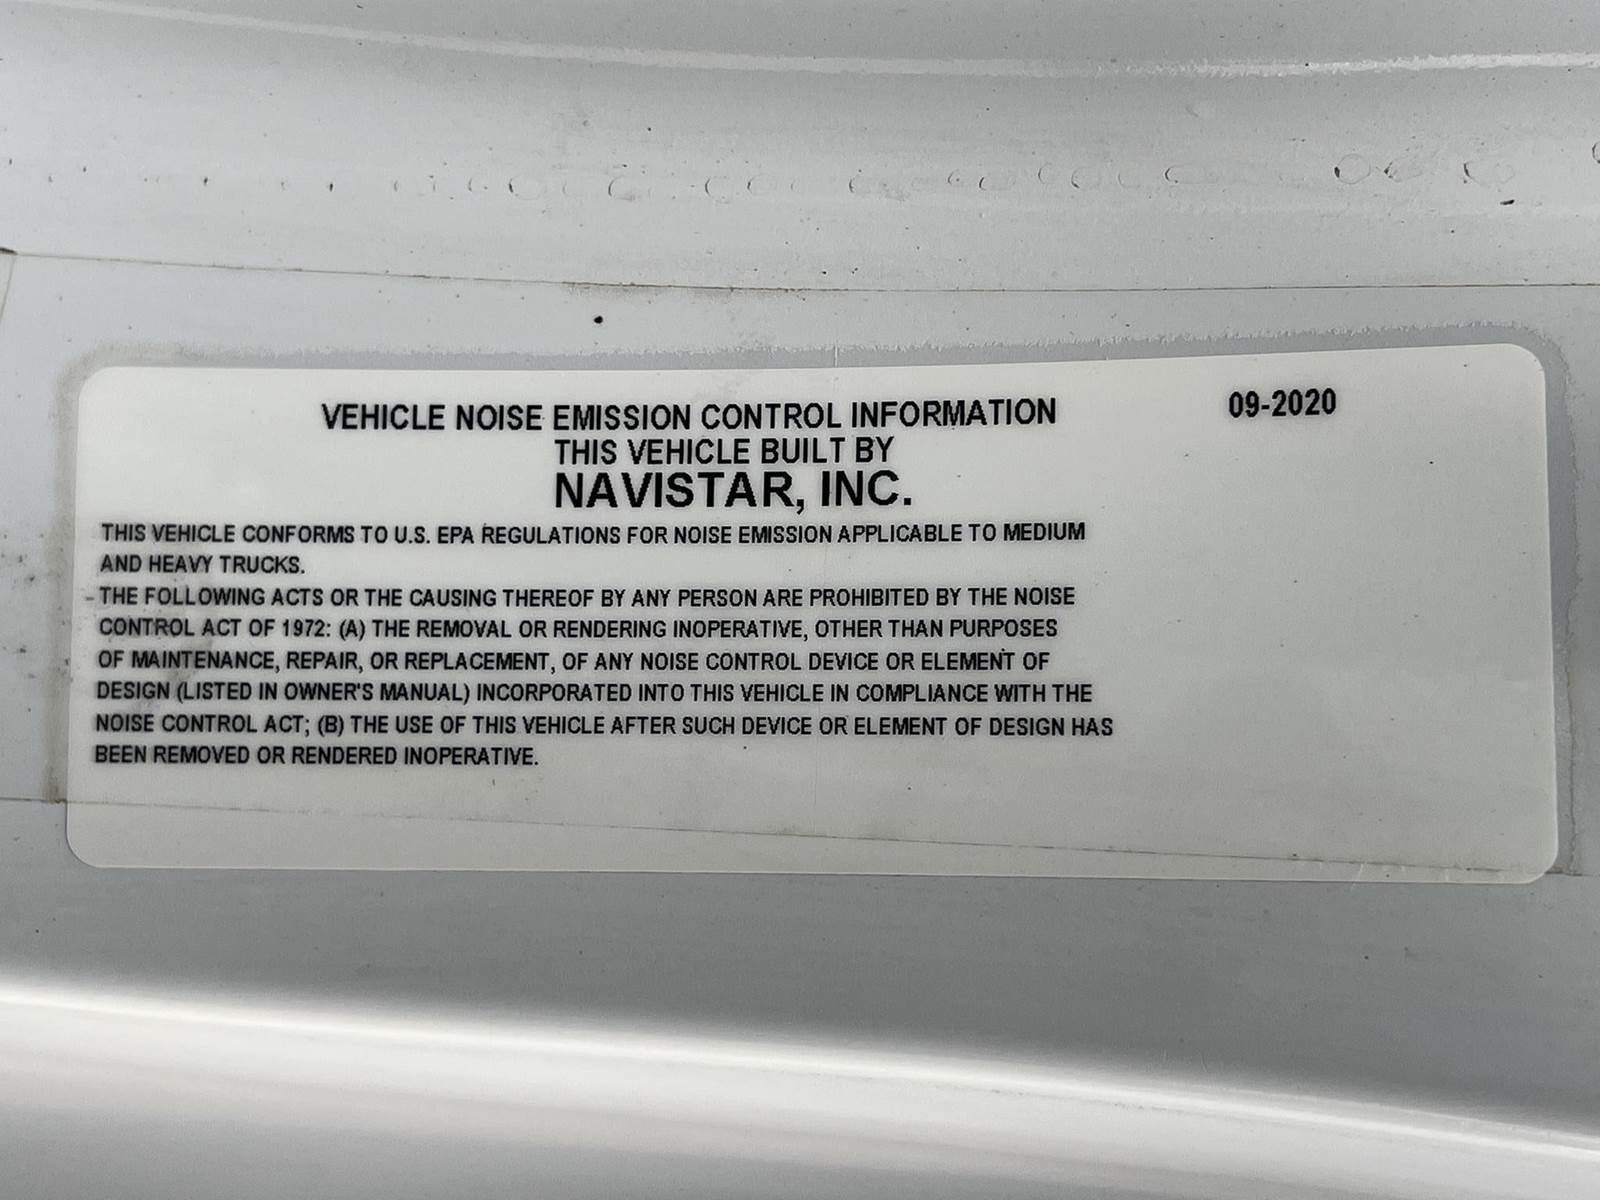 VEHICLE NOISE EMISSION CONTROL INFORMATION 09-2020
THIS VEHICLE BUILT BY
NAVISTAR, INC.
THIS VEHICLE CONFORMS TO U.S. EPA REGULATIONS FOR NOISE EMISSION APPLICABLE TO MEDIUM
AND HEAVY TRUCKS.
THE FOLLOWING ACTS OR THE CAUSING THEREOF BY ANY PERSON ARE PROHIBITED BY THE NOISE
CONTROL ACT OF 1972: (A) THE REMOVAL OR RENDERING INOPERATIVE, OTHER THAN PURPOSES
OF MAINTENANCE, REPAIR, OR REPLACEMENT, OF ANY NOISE CONTROL DEVICE OR ELEMENT OF
DESIGN (LISTED IN OWNER'S MANUAL) INCORPORATED INTO THIS VEHICLE IN COMPLIANCE WITH THE
NOISE CONTROL ACT; (B) THE USE OF THIS VEHICLE AFTER SUCH DEVICE OR ELEMENT OF DESIGN HAS
BEEN REMOVED OR RENDERED INOPERATIVE.